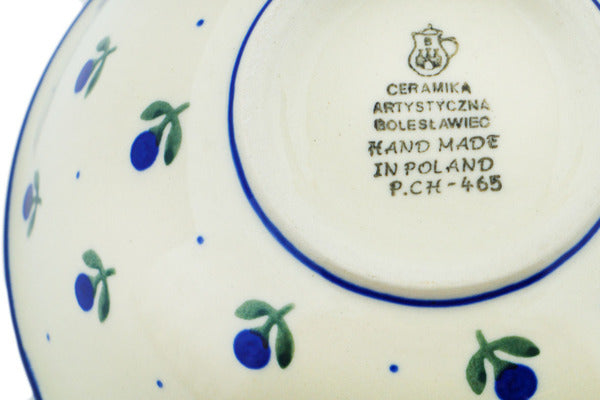 B
CERAMIKA
ARTYSTYCZNA
BOLESŁAWIEC
HAND MADE
IN POLAND
P.CH-465